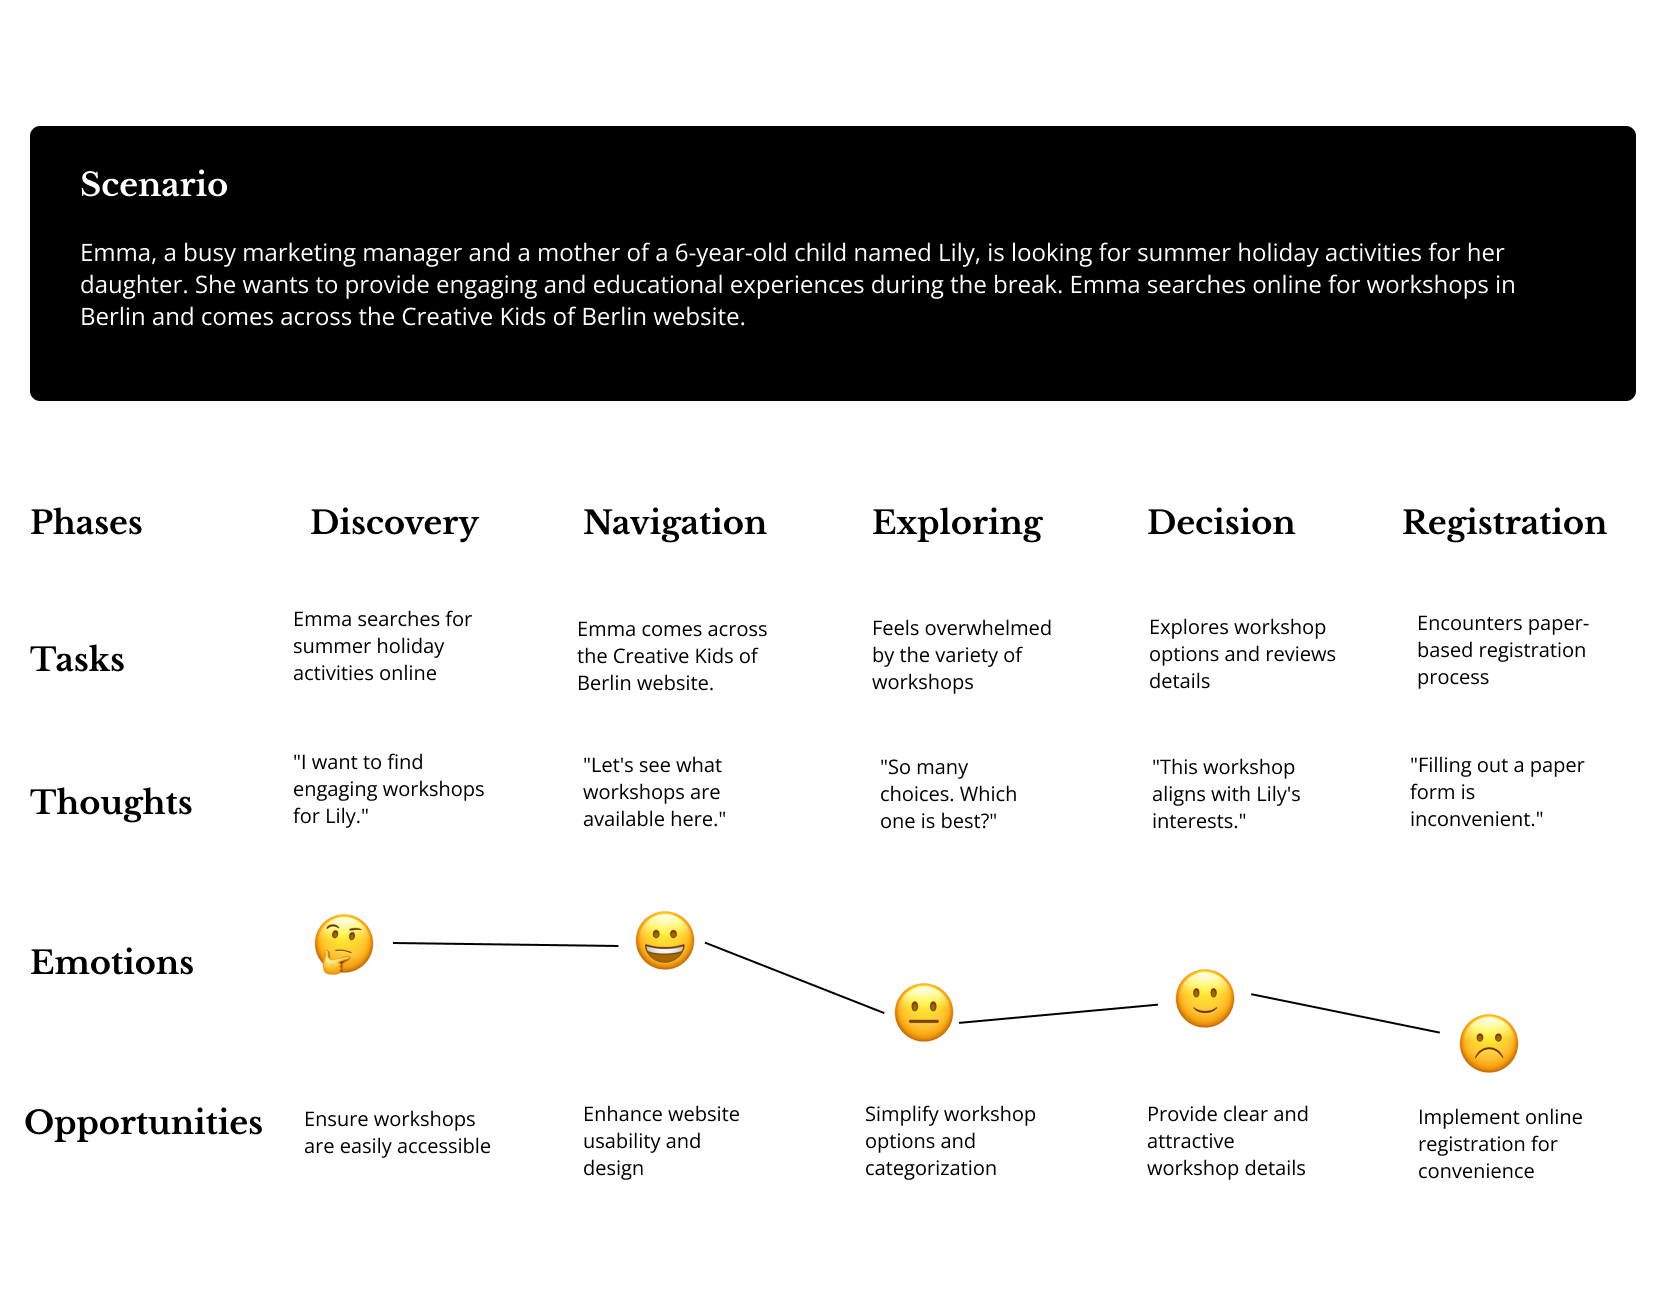 Scenario
Emma, a busy marketing manager and a mother of a 6-year-old child named Lily, is looking for summer holiday activities for her
daughter. She wants to provide engaging and educational experiences during the break. Emma searches online for workshops in
Berlin and comes across the Creative Kids of Berlin website.
Phases
Discovery
Navigation
Exploring
Decision
Registration
Tasks
Emma searches for
summer holiday
activities online
Emma comes across
the Creative Kids of
Berlin website.
Feels overwhelmed
by the variety of
workshops
Explores workshop
options and reviews
details
Encounters paper-
based registration
process
Thoughts
"I want to find
engaging workshops
for Lily."
"Let's see what
workshops are
available here."
"So many
choices. Which
one is best?"
"This workshop
aligns with Lily's
interests."
"Filling out a paper
form is
inconvenient."
Emotions
Opportunities
Ensure workshops
are easily accessible
Enhance website
usability and
design
Simplify workshop
options and
categorization
Provide clear and
attractive
workshop details
Implement online
registration for
convenience